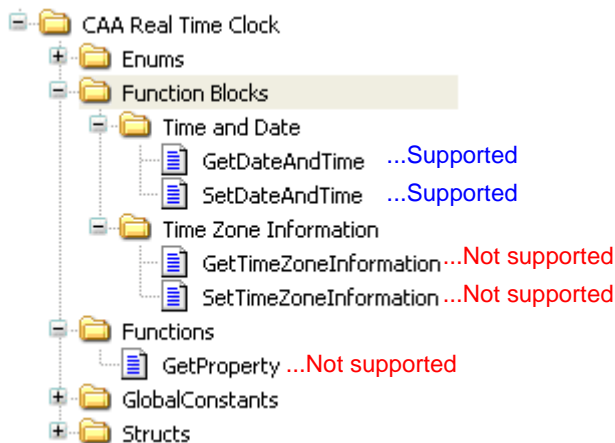 CAA Real Time Clock
Enums
Function Blocks
Time and Date
GetDateAndTime ...Supported
SetDateAndTime ...Supported
Time Zone Information
GetTimeZoneInformation ...Not supported
SetTimeZoneInformation ...Not supported
Functions
GetProperty ...Not supported
GlobalConstants
Structs